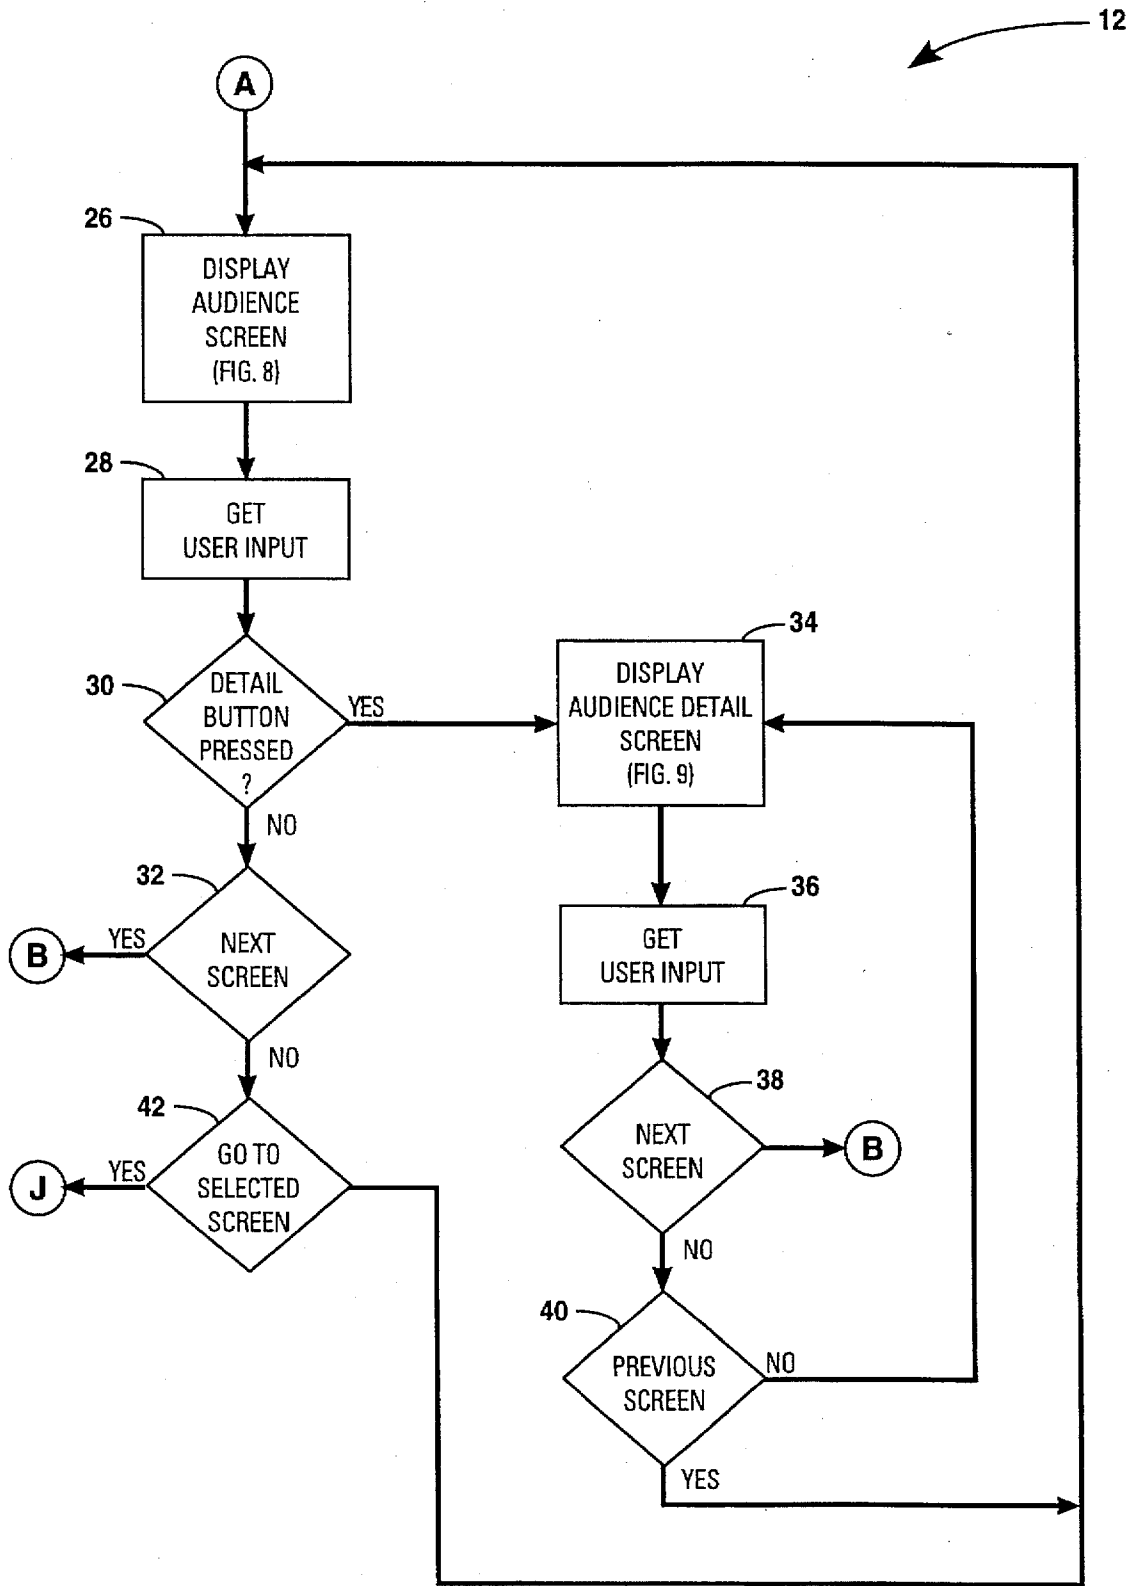 12
A
26
DISPLAY
AUDIENCE
SCREEN
(FIG. 8)
28
GET
USER INPUT
30
DETAIL
BUTTON
PRESSED
?
YES
NO
34
DISPLAY
AUDIENCE DETAIL
SCREEN
(FIG. 9)
32
NEXT
SCREEN
YES
B
NO
36
GET
USER INPUT
38
NEXT
SCREEN
B
NO
42
GO TO
SELECTED
SCREEN
YES
J
40
PREVIOUS
SCREEN
NO
YES